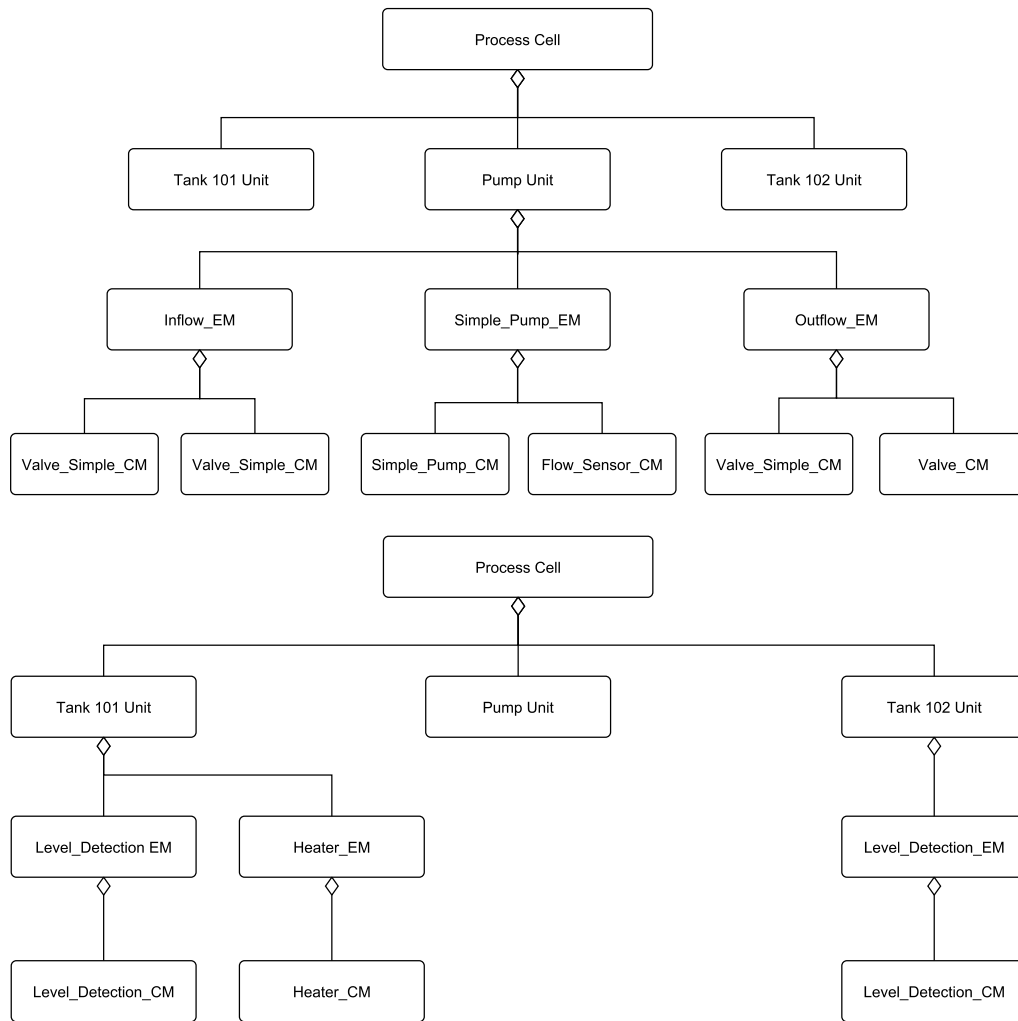 Process Cell
Tank 101 Unit
Pump Unit
Tank 102 Unit
Inflow_EM
Simple_Pump_EM
Outflow_EM
Valve_Simple_CM
Valve_Simple_CM
Simple_Pump_CM
Flow_Sensor_CM
Valve_Simple_CM
Valve_CM
Process Cell
Tank 101 Unit
Pump Unit
Tank 102 Unit
Level_Detection EM
Heater_EM
Level_Detection_EM
Level_Detection_CM
Heater_CM
Level_Detection_CM